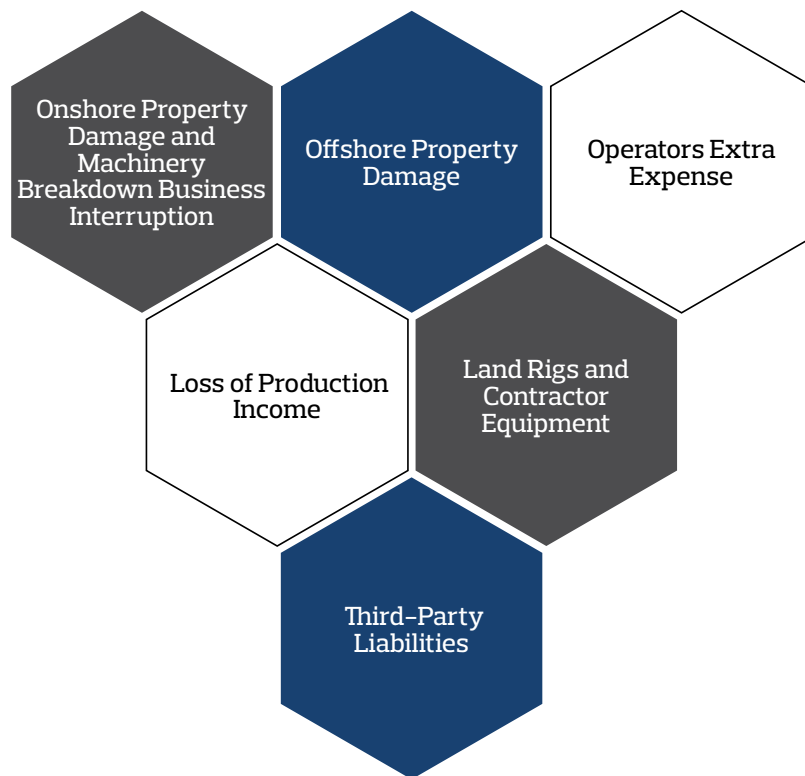 Onshore Property
Damage and
Machinery
Breakdown Business
Interruption
Offshore Property
Damage
Operators Extra
Expense
Loss of Production
Income
Land Rigs and
Contractor
Equipment
Third-Party
Liabilities